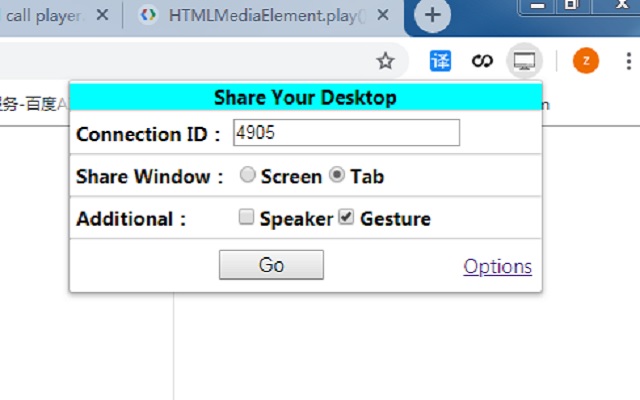 call player.
HTMLMediaElement.play()
译
z
服务-百度
Share Your Desktop
Connection ID : 4905
Share Window : Screen Tab
Additional : Speaker Gesture
Go Options